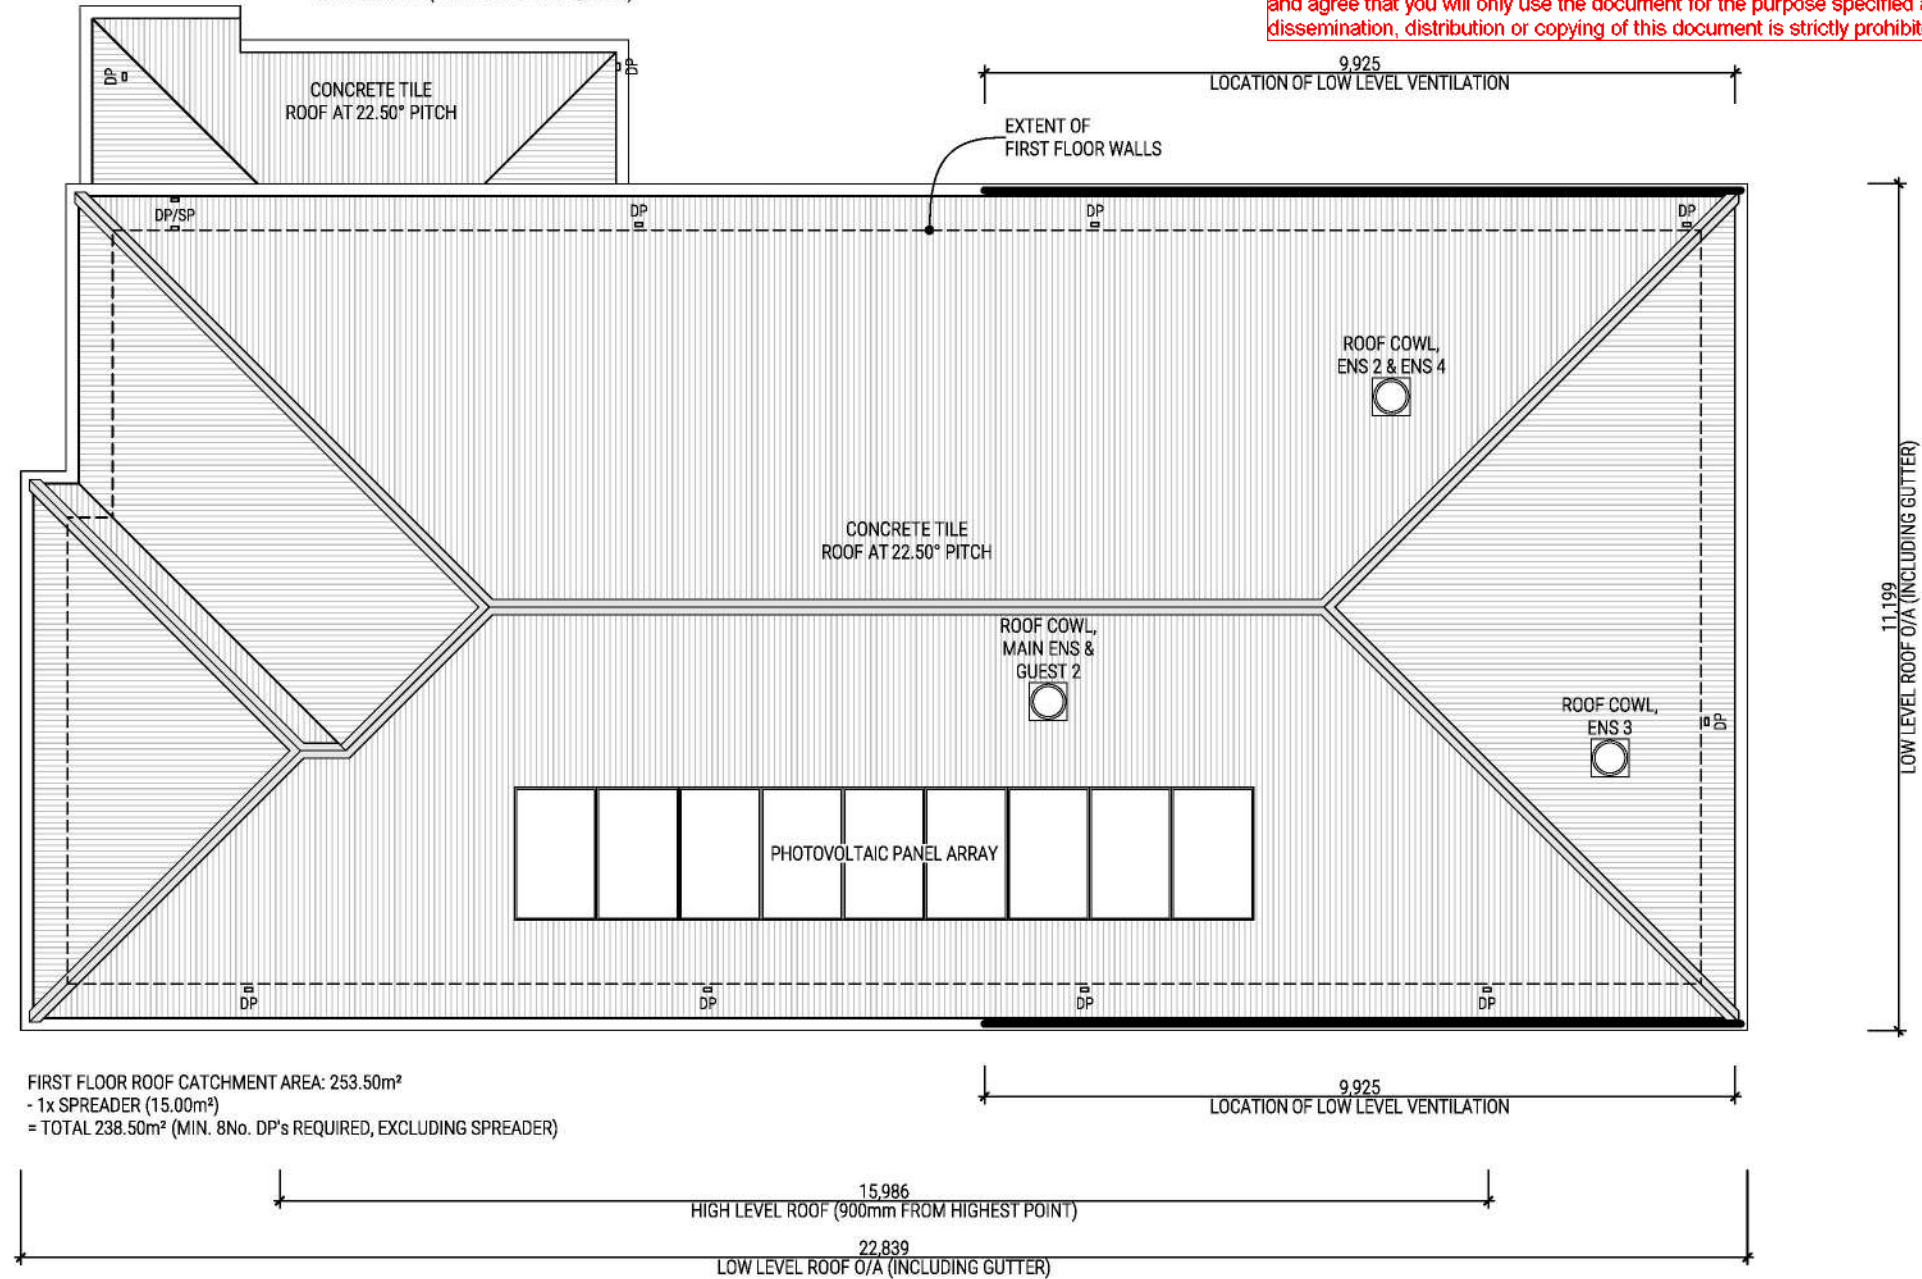 and agree that you will only use the document for the purpose specified
dissemination, distribution or copying of this document is strictly
9,925
LOCATION OF LOW LEVEL VENTILATION
DP
DP
CONCRETE TILE
ROOF AT 22.50° PITCH
EXTENT OF
FIRST FLOOR WALLS
DP/SP
DP
DP
DP
ROOF COWL,
ENS 2 & ENS 4
CONCRETE TILE
ROOF AT 22.50° PITCH
11,199
LOW LEVEL ROOF O/A (INCLUDING GUTTER)
ROOF COWL,
MAIN ENS &
GUEST 2
ROOF COWL,
ENS 3
DP
PHOTOVOLTAIC PANEL ARRAY
DP
DP
DP
DP
FIRST FLOOR ROOF CATCHMENT AREA: 253.50m²
- 1x SPREADER (15.00m²)
= TOTAL 238.50m² (MIN. 8No. DP's REQUIRED, EXCLUDING SPREADER)
9,925
LOCATION OF LOW LEVEL VENTILATION
15,986
HIGH LEVEL ROOF (900mm FROM HIGHEST POINT)
22,839
LOW LEVEL ROOF O/A (INCLUDING GUTTER)